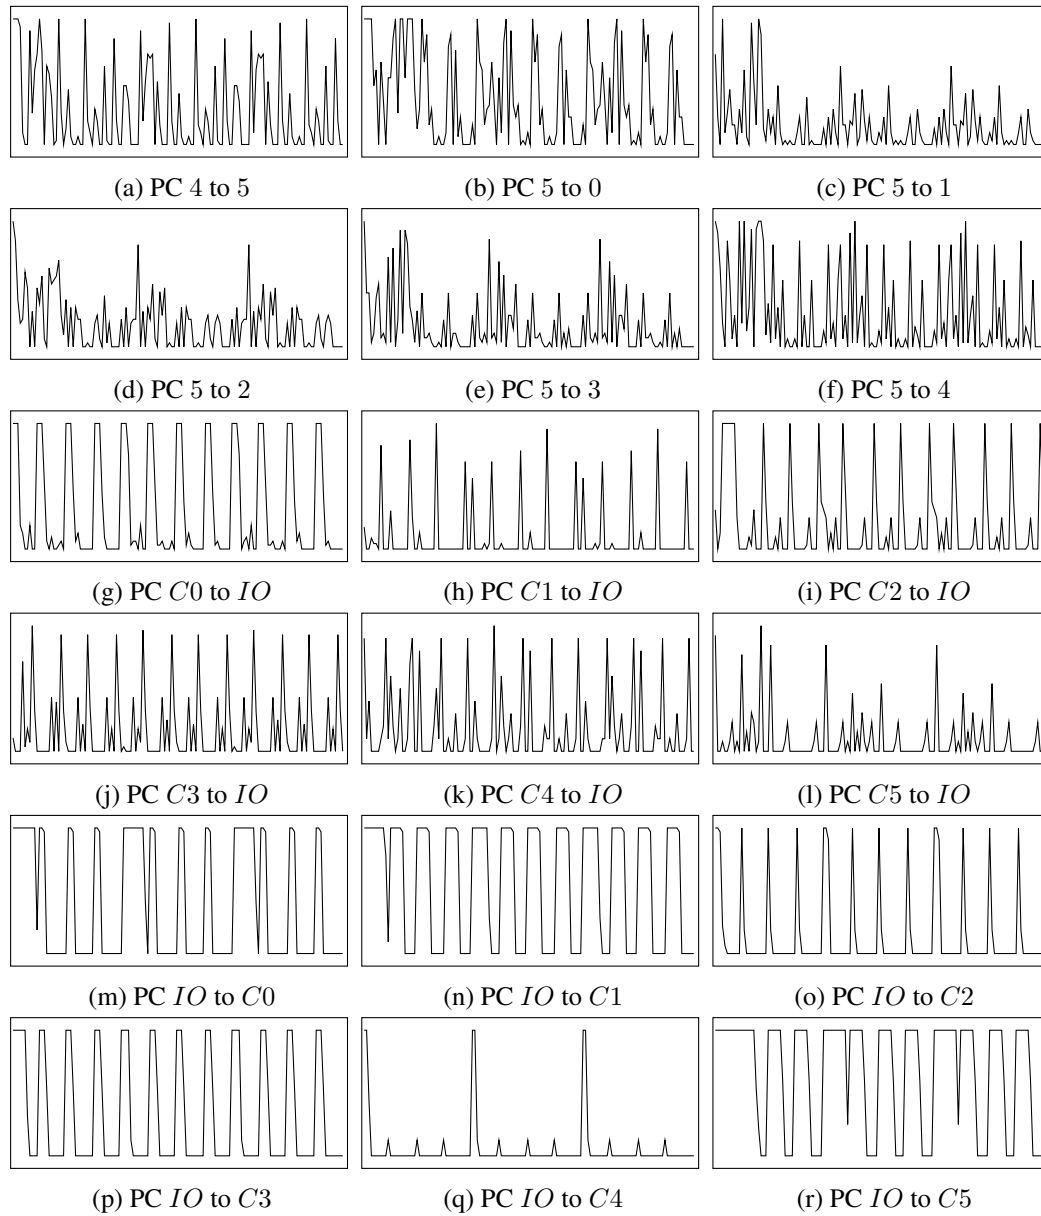 (a) PC 4 to 5 (b) PC 5 to 0 (c) PC 5 to 1
(d) PC 5 to 2 (e) PC 5 to 3 (f) PC 5 to 4
(g) PC C0 to IO (h) PC C1 to IO (i) PC C2 to IO
(j) PC C3 to IO (k) PC C4 to IO (l) PC C5 to IO
(m) PC IO to C0 (n) PC IO to C1 (o) PC IO to C2
(p) PC IO to C3 (q) PC IO to C4 (r) PC IO to C5